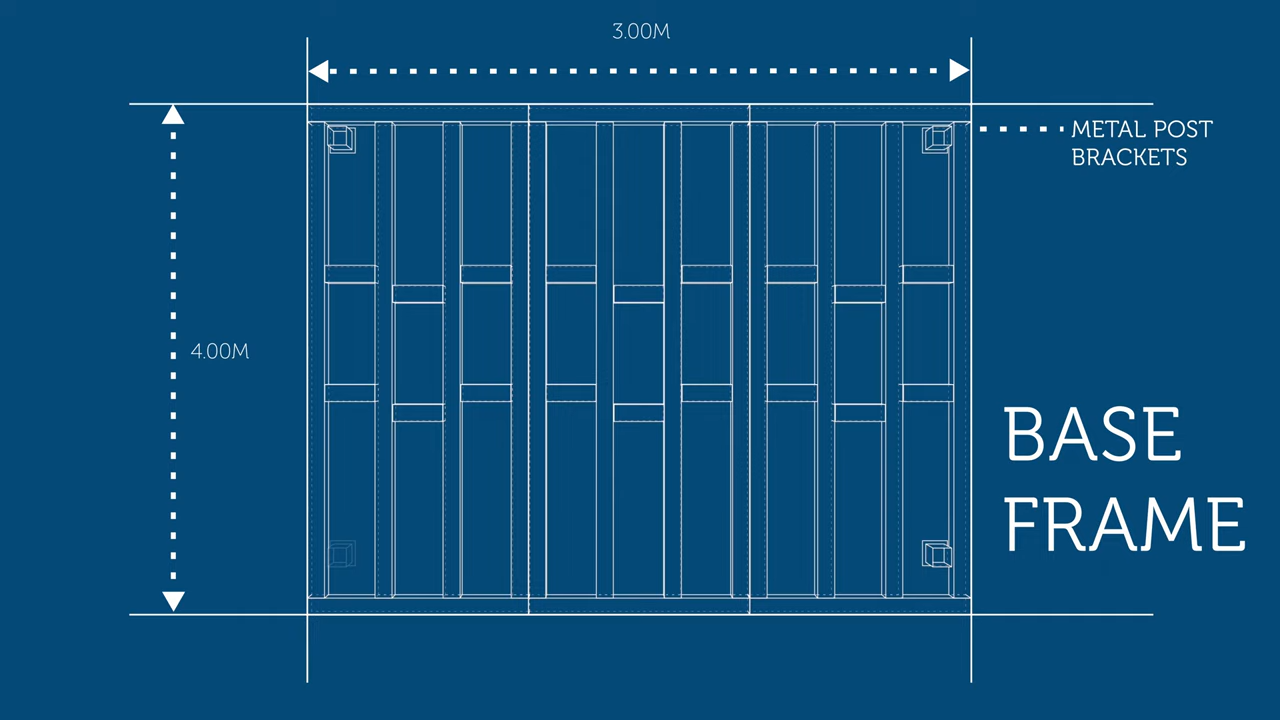 3.00M
METAL POST
BRACKETS
4.00M
BASE
FRAME